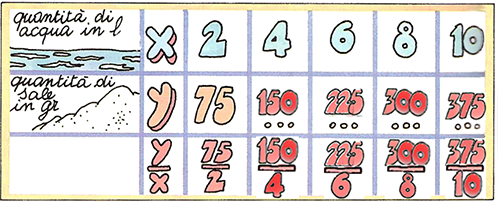 quantità di
acqua in l
x 2 4 6 8 10
quantità di
sale
in gr
y 75 150 225 300 375
y/x 75/2 150/4 225/6 300/8 375/10